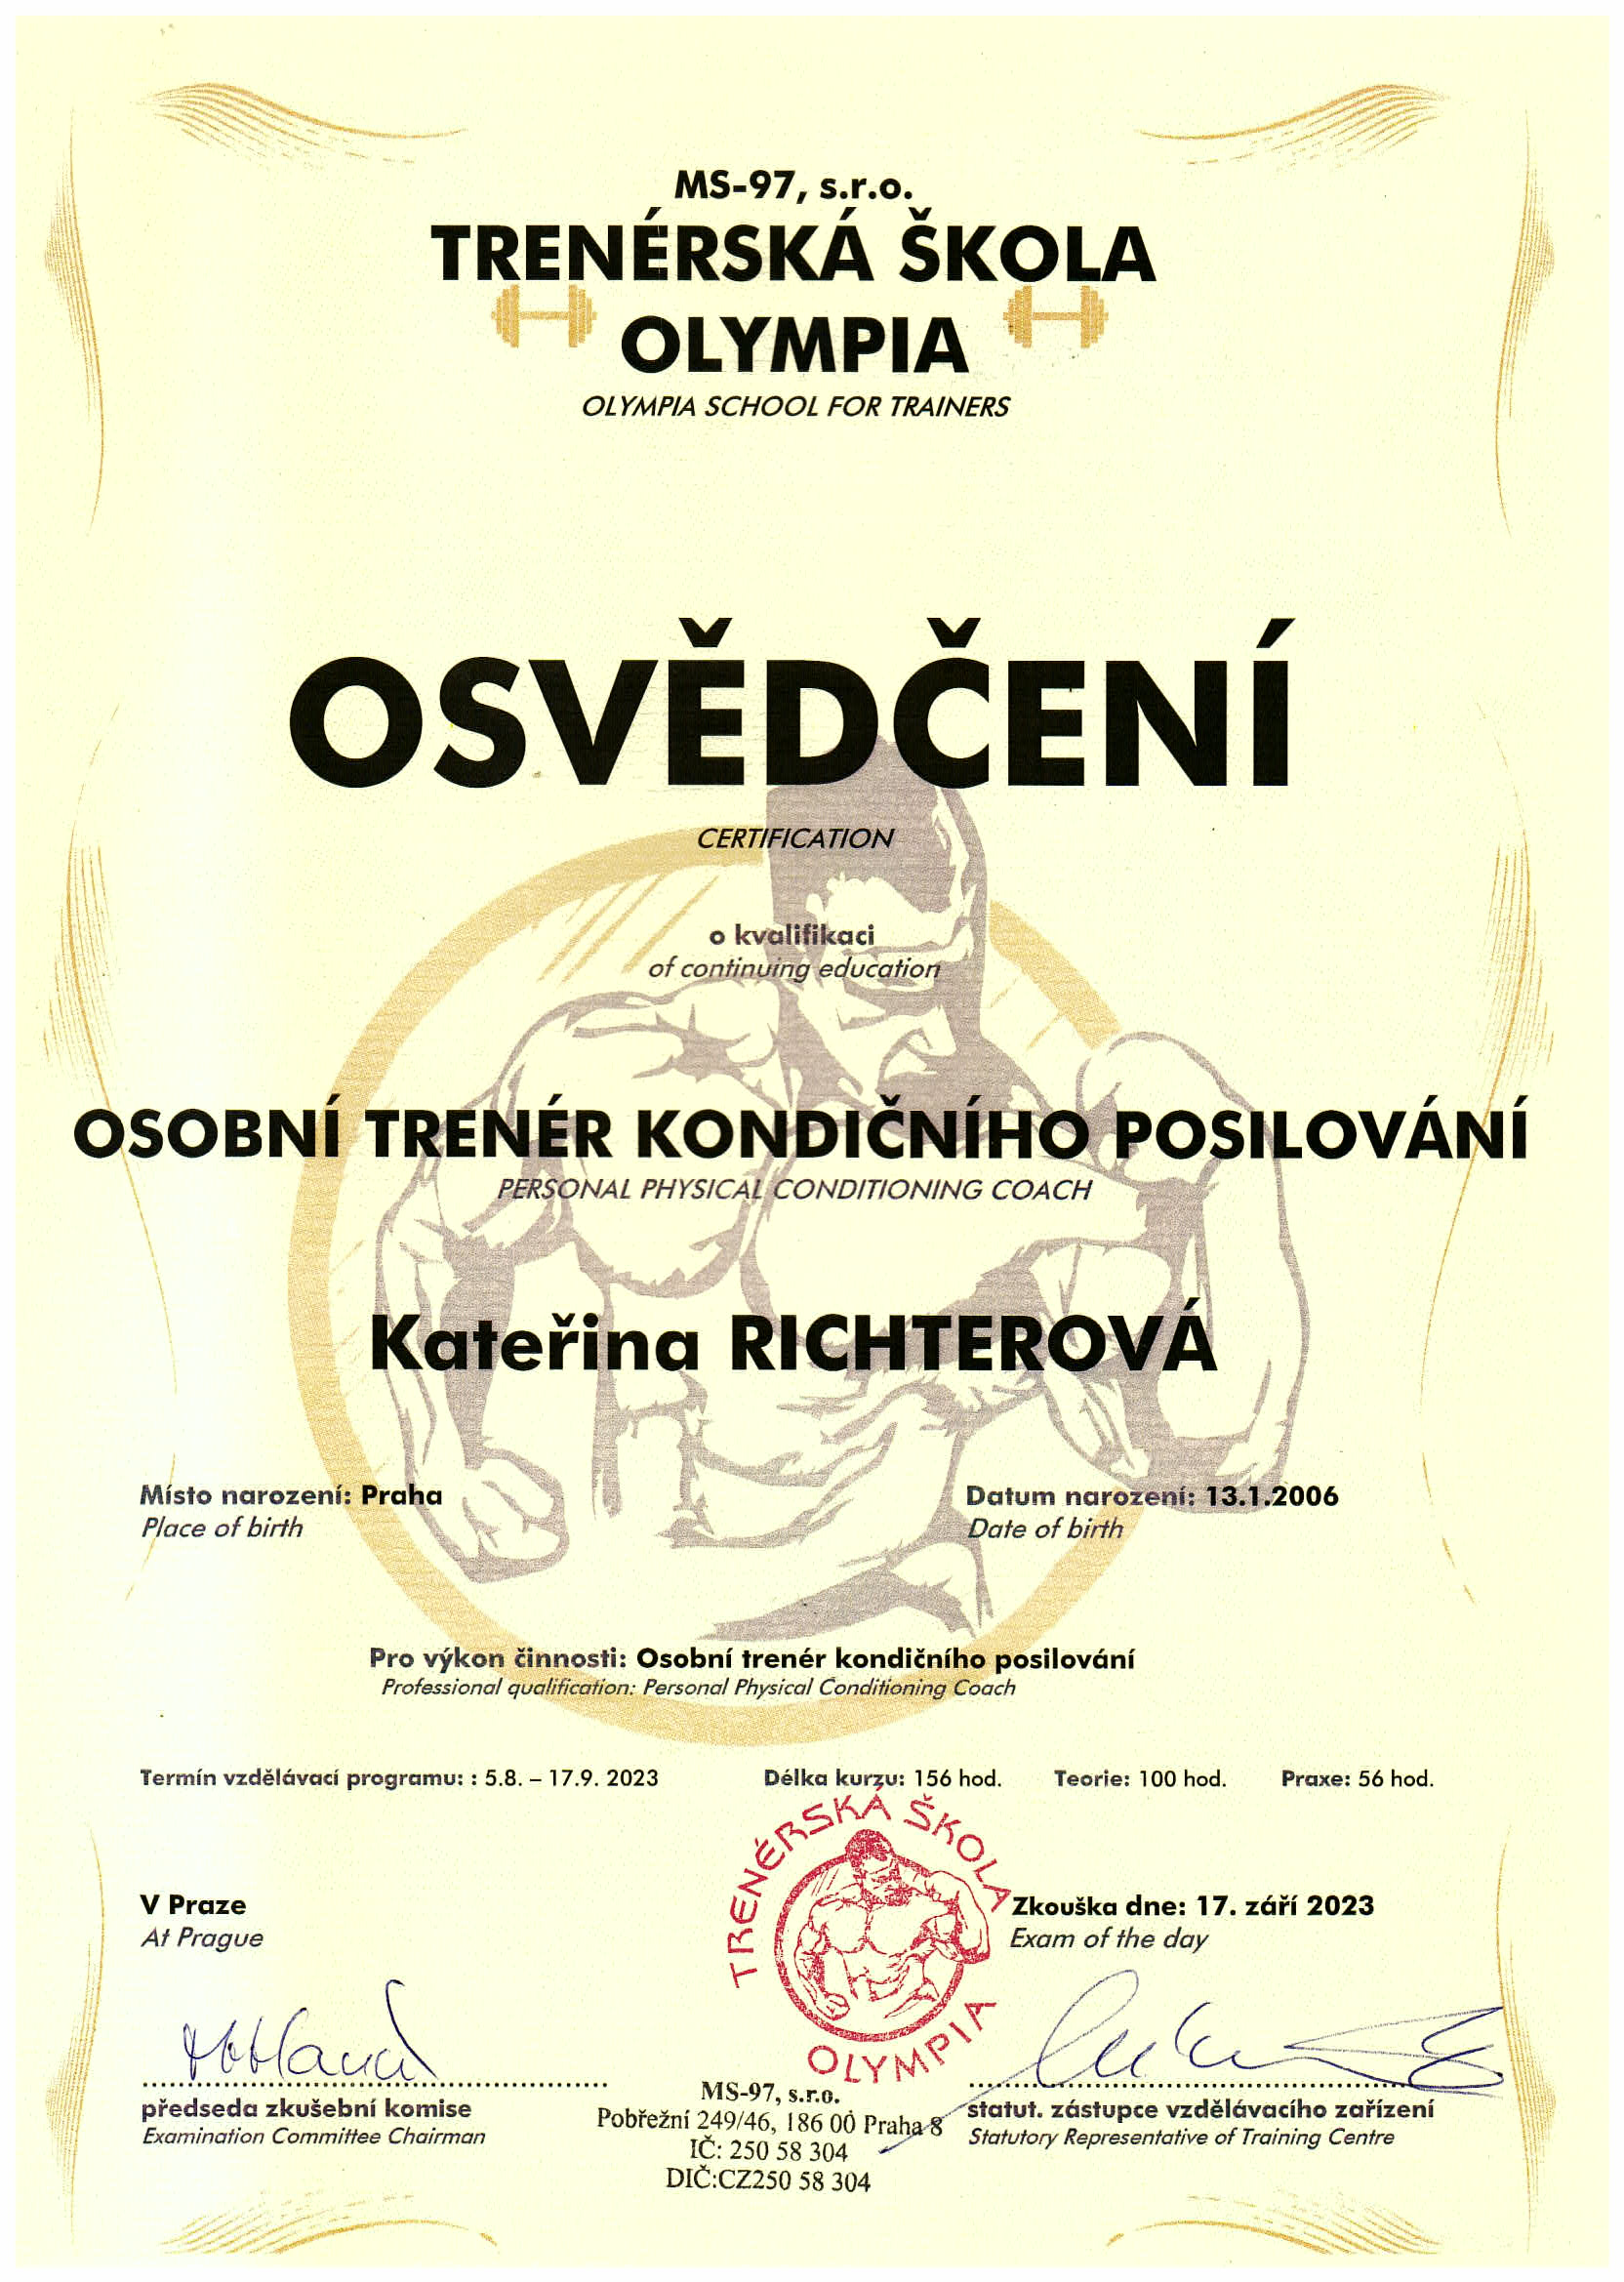 MS-97, s.r.o.
TRENÉRSKÁ ŠKOLA
OLYMPIA
OLYMPIA SCHOOL FOR TRAINERS
OSVĚDČENÍ
CERTIFICATION
o kvalifikaci
of continuing education
OSOBNÍ TRENÉR KONDIČNÍHO POSILOVÁNÍ
PERSONAL PHYSICAL CONDITIONING COACH
Kateřina RICHTEROVÁ
Místo narození: Praha
Place of birth
Datum narození: 13.1.2006
Date of birth
Pro výkon činnosti: Osobní trenér kondičního posilování
Professional qualification: Personal Physical Conditioning Coach
Termín vzdělávací programu: : 5.8. – 17.9. 2023 Délka kurzu: 156 hod. Teorie: 100 hod. Praxe: 56 hod.
TRENÉRSKÁ ŠKOLA
OLYMPIA
V Praze
At Prague
Zkouška dne: 17. září 2023
Exam of the day
předseda zkušební komise
Examination Committee Chairman
MS-97, s.r.o.
Pobřežní 249/46, 186 00 Praha 8
IČ: 250 58 304
DIČ:CZ250 58 304
statut. zástupce vzdělávacího zařízení
Statutory Representative of Training Centre